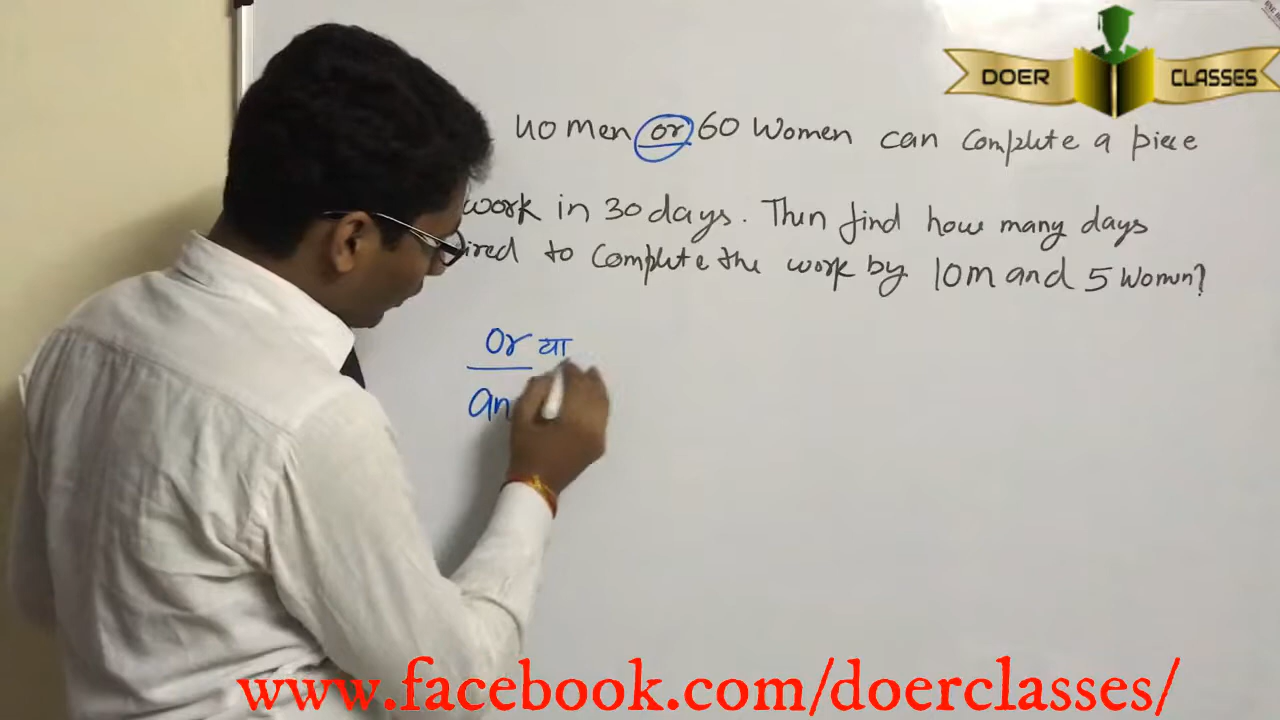 DOER CLASSES
40 men or 60 women can complete a piece
work in 30 days. Then find how many days
ired to complete the work by 10m and 5 women?
or या
an
www.facebook.com/doerclasses/